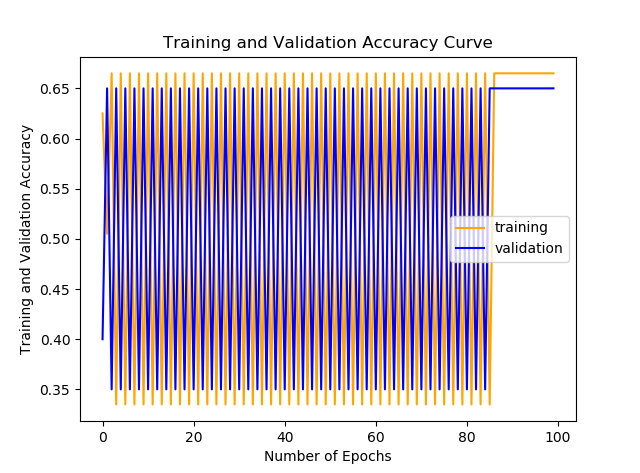 Training and Validation Accuracy Curve
Training and Validation Accuracy
0.65
0.60
0.55
0.50
0.45
0.40
0.35
training
validation
0 20 40 60 80 100
Number of Epochs